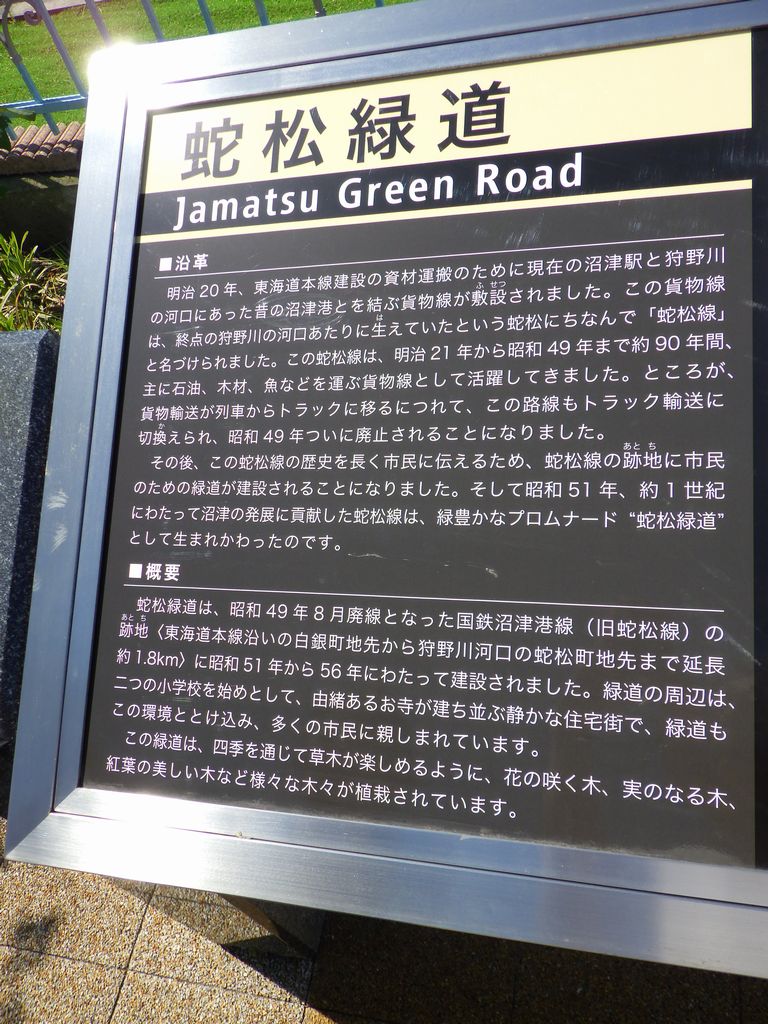 蛇松緑道
Jamatsu Green Road
■沿革
明治20年、東海道本線建設の資材運搬のために現在の沼津駅と狩野川
の河口にあった昔の沼津港とを結ぶ貨物線が敷設されました。この貨物線
は、終点の狩野川の河口あたりに生えていたという蛇松にちなんで「蛇松線」
と名づけられました。この蛇松線は、明治21年から昭和49年まで約90年間、
主に石油、木材、魚などを運ぶ貨物線として活躍してきました。ところが、
貨物輸送が列車からトラックに移るにつれて、この路線もトラック輸送に
切換えられ、昭和49年ついに廃止されることになりました。
その後、この蛇松線の歴史を長く市民に伝えるため、蛇松線の跡地に市民
のための緑道が建設されることになりました。そして昭和51年、約1世紀
にわたって沼津の発展に貢献した蛇松線は、緑豊かなプロムナード“蛇松緑道”
として生まれかわったのです。
■概要
蛇松緑道は、昭和49年8月廃線となった国鉄沼津港線（旧蛇松線）の
跡地〈東海道本線沿いの白銀町地先から狩野川河口の蛇松町地先まで延長
約1.8km〉に昭和51年から56年にわたって建設されました。緑道の周辺は、
二つの小学校を始めとして、由緒あるお寺が建ち並ぶ静かな住宅街で、緑道も
この環境ととけ込み、多くの市民に親しまれています。
この緑道は、四季を通じて草木が楽しめるように、花の咲く木、実のなる木、
紅葉の美しい木など様々な木々が植栽されています。